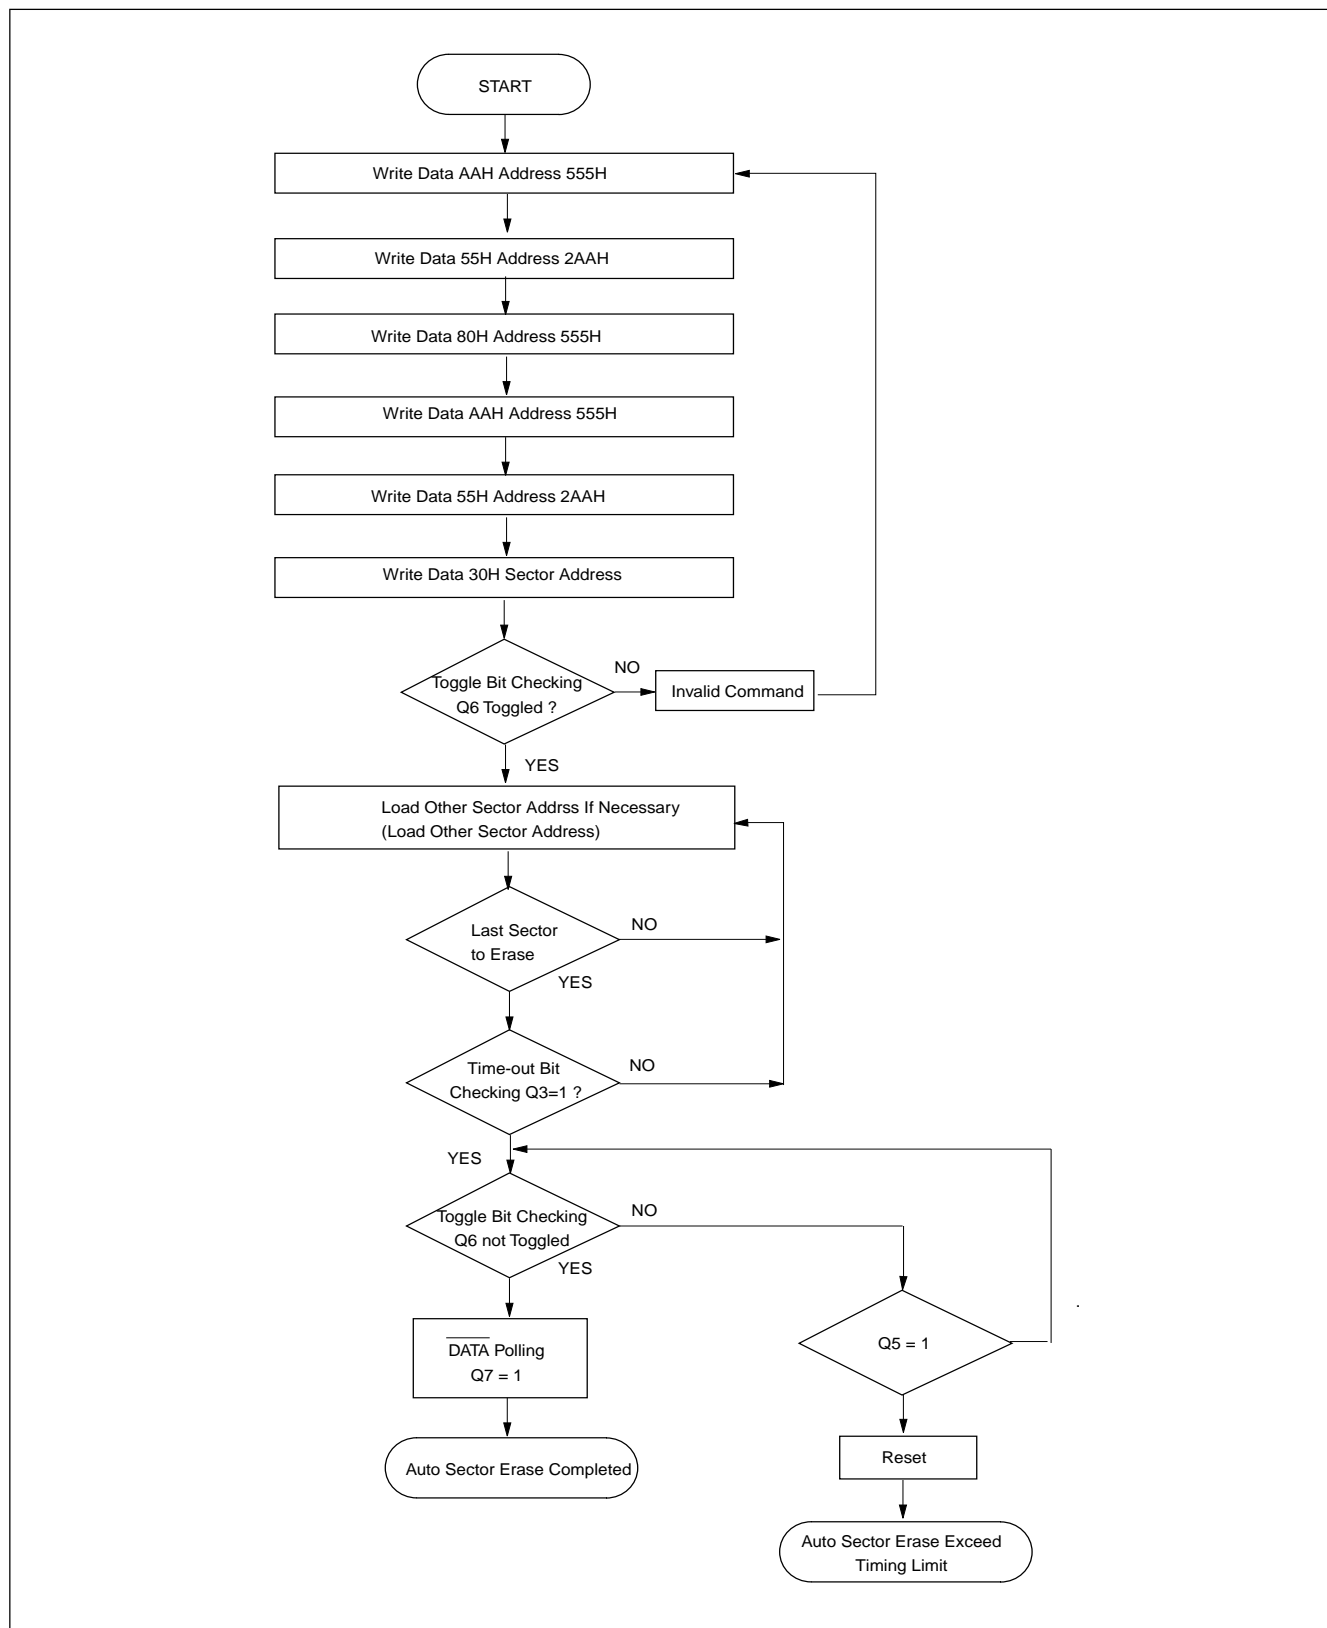 START
Write Data AAH Address 555H
Write Data 55H Address 2AAH
Write Data 80H Address 555H
Write Data AAH Address 555H
Write Data 55H Address 2AAH
Write Data 30H Sector Address
Toggle Bit Checking
Q6 Toggled ?
NO
Invalid Command
YES
Load Other Sector Addrss If Necessary
(Load Other Sector Address)
Last Sector
to Erase
NO
YES
Time-out Bit
Checking Q3=1 ?
NO
YES
Toggle Bit Checking
Q6 not Toggled
NO
YES
DATA Polling
Q7 = 1
Q5 = 1
Auto Sector Erase Completed
Reset
Auto Sector Erase Exceed
Timing Limit